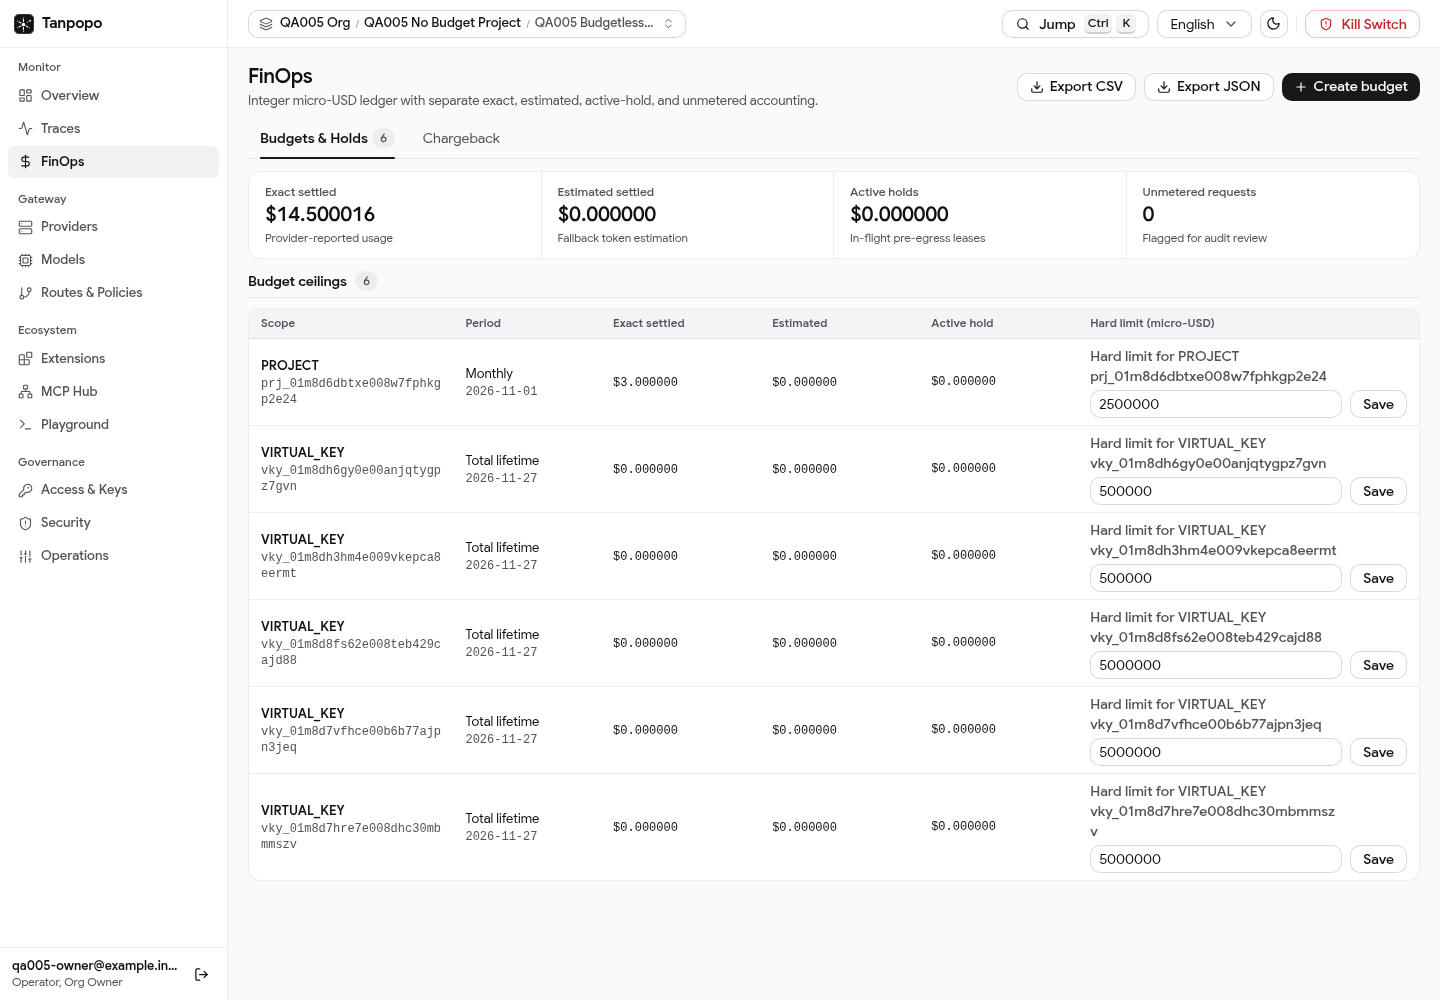 Tanpopo
QA005 Org / QA005 No Budget Project / QA005 Budgetless...
Jump Ctrl K
English
Kill Switch
Monitor
Overview
Traces
FinOps
Gateway
Providers
Models
Routes & Policies
Ecosystem
Extensions
MCP Hub
Playground
Governance
Access & Keys
Security
Operations
qa005-owner@example.in...
Operator, Org Owner
FinOps
Integer micro-USD ledger with separate exact, estimated, active-hold, and unmetered accounting.
Export CSV
Export JSON
Create budget
Budgets & Holds 6
Chargeback
Exact settled
$14.500016
Provider-reported usage
Estimated settled
$0.000000
Fallback token estimation
Active holds
$0.000000
In-flight pre-egress leases
Unmetered requests
0
Flagged for audit review
Budget ceilings 6
Scope Period Exact settled Estimated Active hold Hard limit (micro-USD)
PROJECT
prj_01m8d6dbtxe008w7fphkg
p2e24
Monthly
2026-11-01
$3.000000
$0.000000
$0.000000
Hard limit for PROJECT
prj_01m8d6dbtxe008w7fphkgp2e24
2500000
Save
VIRTUAL_KEY
vky_01m8dh6gy0e00anjqtygp
z7gvn
Total lifetime
2026-11-27
$0.000000
$0.000000
$0.000000
Hard limit for VIRTUAL_KEY
vky_01m8dh6gy0e00anjqtygpz7gvn
500000
Save
VIRTUAL_KEY
vky_01m8dh3hm4e009vkepca8
eermt
Total lifetime
2026-11-27
$0.000000
$0.000000
$0.000000
Hard limit for VIRTUAL_KEY
vky_01m8dh3hm4e009vkepca8eermt
500000
Save
VIRTUAL_KEY
vky_01m8d8fs62e008teb429c
ajd88
Total lifetime
2026-11-27
$0.000000
$0.000000
$0.000000
Hard limit for VIRTUAL_KEY
vky_01m8d8fs62e008teb429cajd88
5000000
Save
VIRTUAL_KEY
vky_01m8d7vfhce00b6b77ajp
n3jeq
Total lifetime
2026-11-27
$0.000000
$0.000000
$0.000000
Hard limit for VIRTUAL_KEY
vky_01m8d7vfhce00b6b77ajpn3jeq
5000000
Save
VIRTUAL_KEY
vky_01m8d7hre7e008dhc30mb
mmszv
Total lifetime
2026-11-27
$0.000000
$0.000000
$0.000000
Hard limit for VIRTUAL_KEY
vky_01m8d7hre7e008dhc30mbmmsz
v
5000000
Save